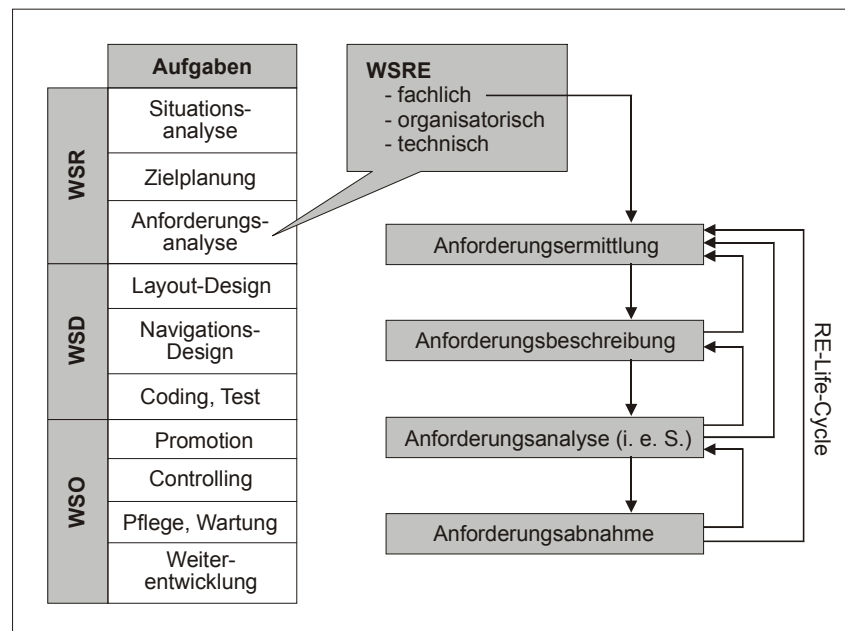 Aufgaben
WSR
Situations-
analyse
Zielplanung
Anforderungs-
analyse
WSD
Layout-Design
Navigations-
Design
Coding, Test
WSO
Promotion
Controlling
Pflege, Wartung
Weiter-
entwicklung
WSRE
- fachlich
- organisatorisch
- technisch
Anforderungsermittlung
Anforderungsbeschreibung
Anforderungsanalyse (i. e. S.)
Anforderungsabnahme
RE-Life-Cycle